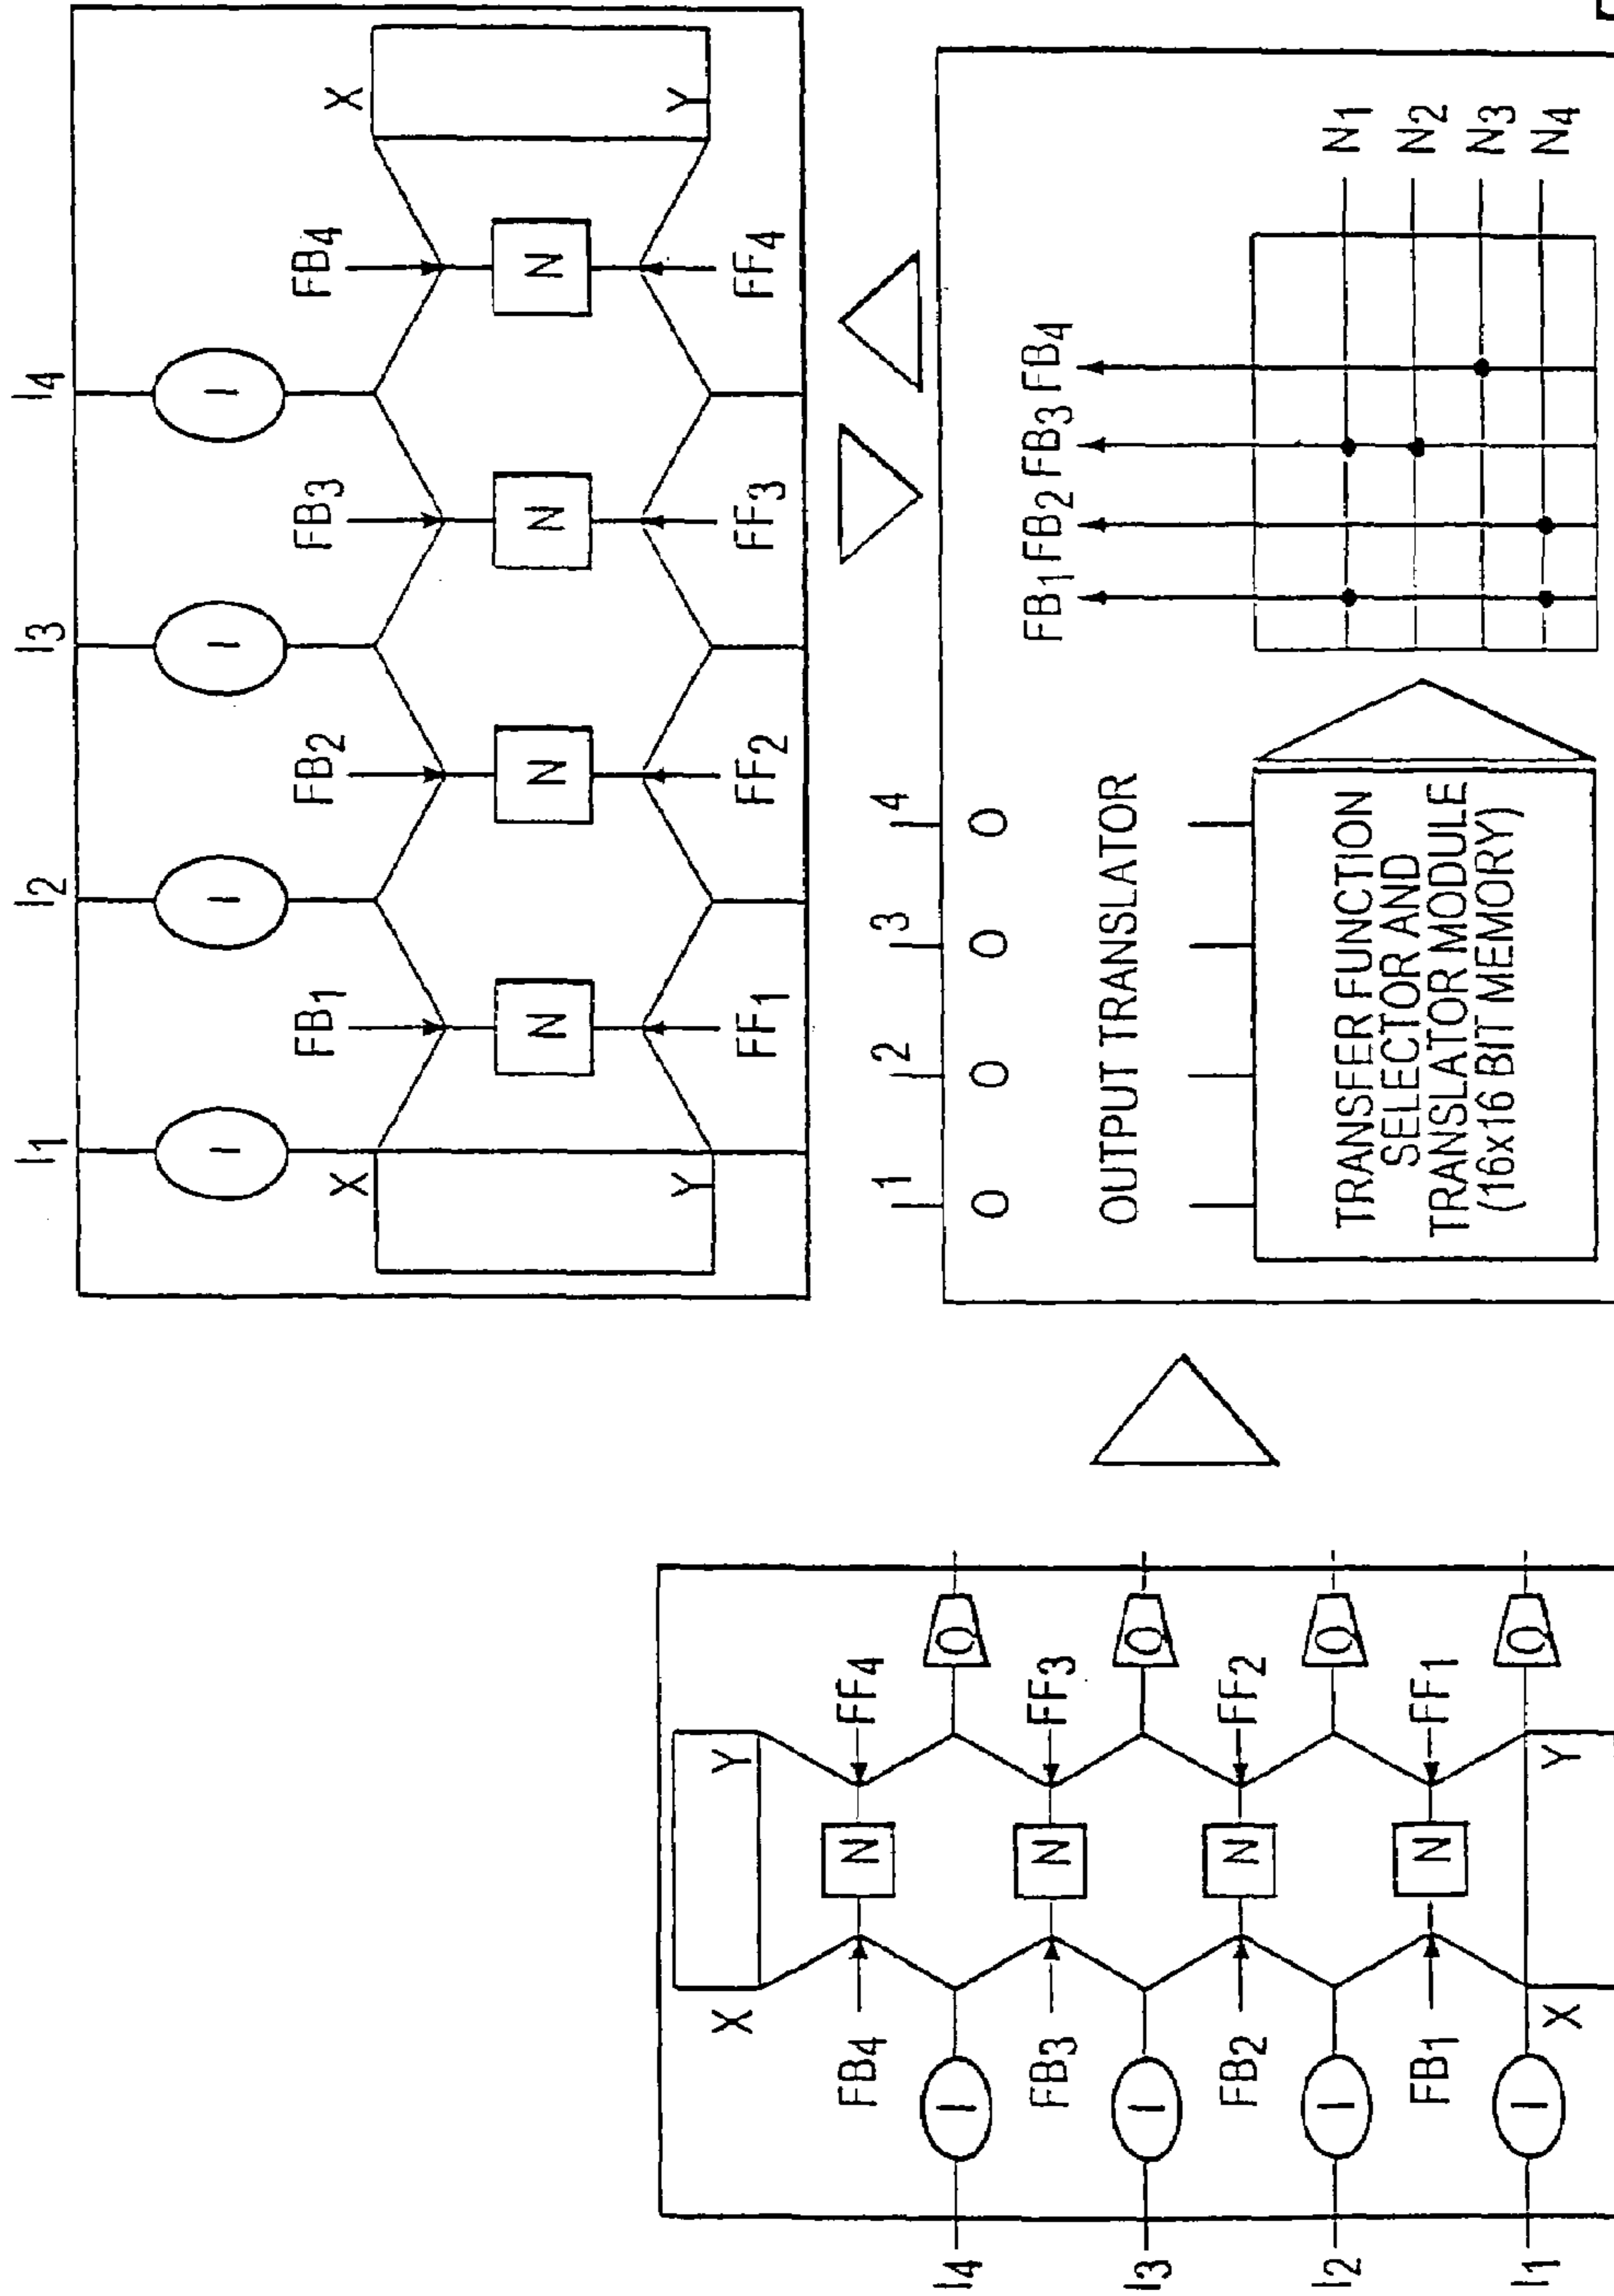 I1 I2 I3 I4
I I I I
X X
FB1 FB2 FB3 FB4
N N N N
FF1 FF2 FF3 FF4
Y Y
1 2 3 4
O O O O
OUTPUT TRANSLATOR
TRANSFER FUNCTION
SELECTOR AND
TRANSLATOR MODULE
(16x16 BIT MEMORY)
FB1 FB2 FB3 FB4
N1
N2
N3
N4
X Y
FB4 N FF4
I4 I O
FB3 N FF3
I3 I O
FB2 N FF2
I2 I O
FB1 N FF1
I1 I O
X Y